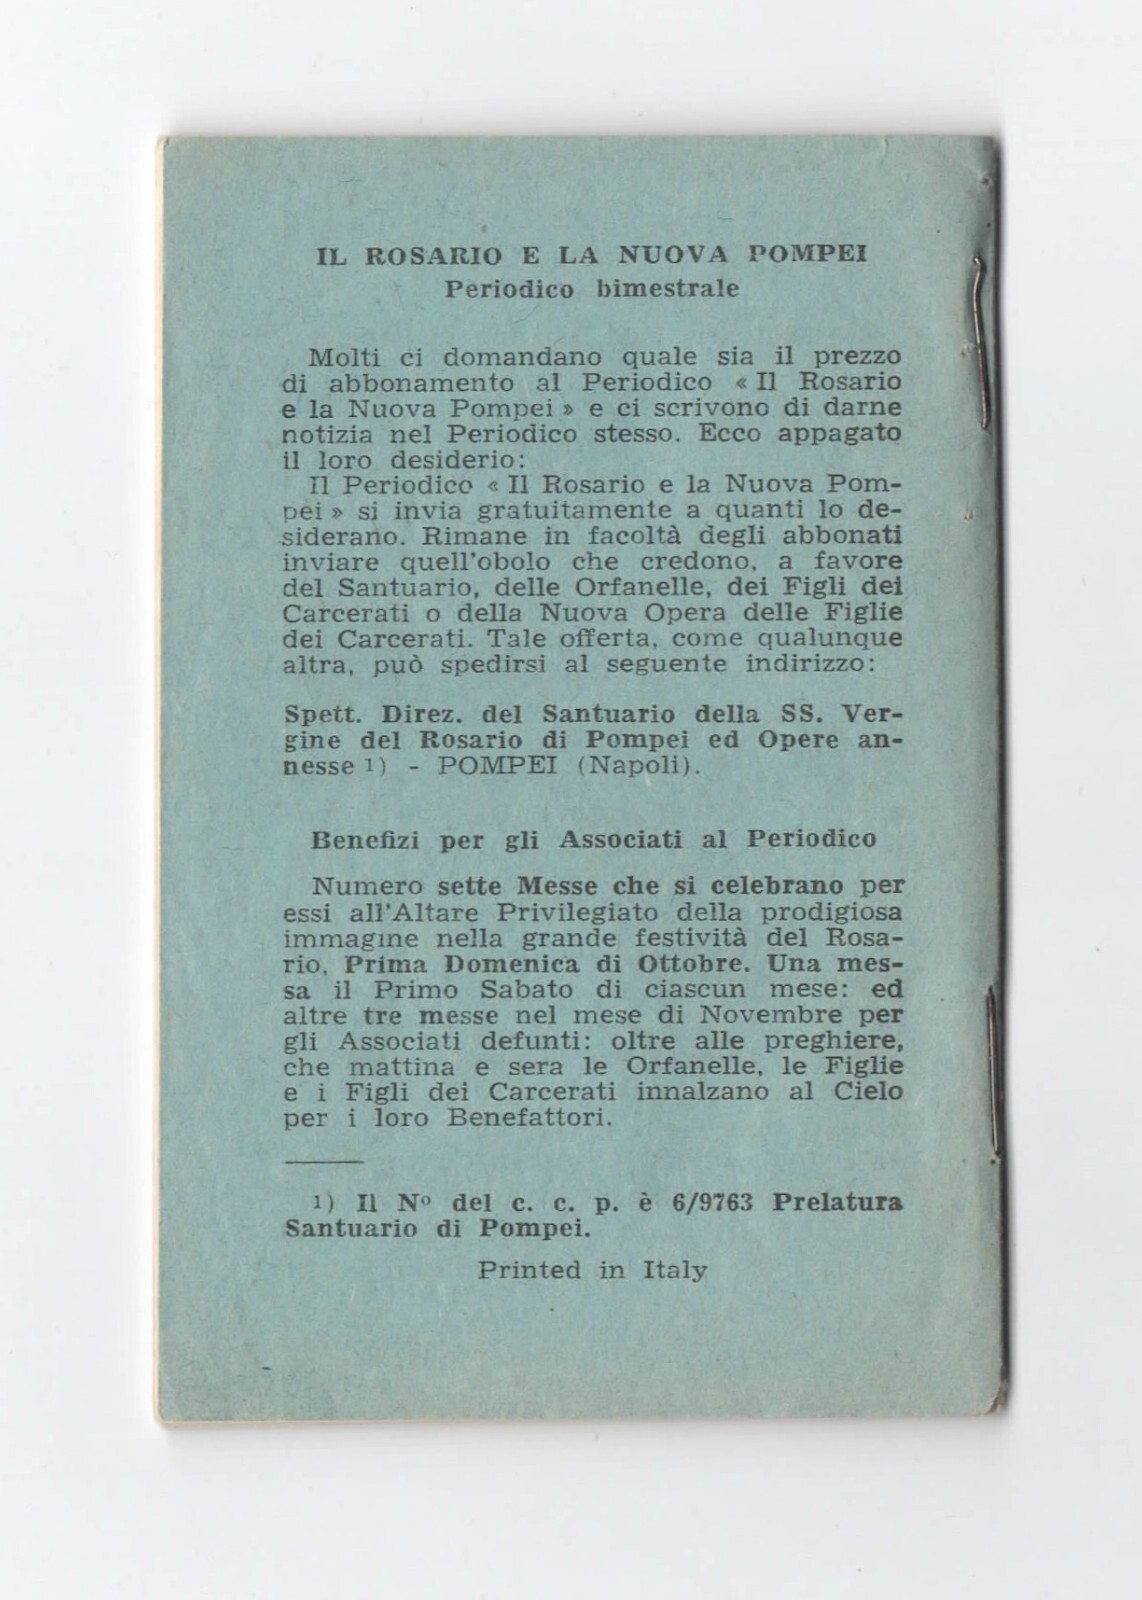 IL ROSARIO E LA NUOVA POMPEI
Periodico bimestrale
Molti ci domandano quale sia il prezzo
di abbonamento al Periodico « Il Rosario
e la Nuova Pompei » e ci scrivono di darne
notizia nel Periodico stesso. Ecco appagato
il loro desiderio:
Il Periodico « Il Rosario e la Nuova Pom-
pei » si invia gratuitamente a quanti lo de-
siderano. Rimane in facoltà degli abbonati
inviare quell'obolo che credono, a favore
del Santuario, delle Orfanelle, dei Figli dei
Carcerati o della Nuova Opera delle Figlie
dei Carcerati. Tale offerta, come qualunque
altra, può spedirsi al seguente indirizzo:
Spett. Direz. del Santuario della SS. Ver-
gine del Rosario di Pompei ed Opere an-
nesse 1) - POMPEI (Napoli).
Benefizi per gli Associati al Periodico
Numero sette Messe che si celebrano per
essi all'Altare Privilegiato della prodigiosa
immagine nella grande festività del Rosa-
rio, Prima Domenica di Ottobre. Una mes-
sa il Primo Sabato di ciascun mese: ed
altre tre messe nel mese di Novembre per
gli Associati defunti: oltre alle preghiere,
che mattina e sera le Orfanelle, le Figlie
e i Figli dei Carcerati innalzano al Cielo
per i loro Benefattori.
1) Il Nº del c. c. p. è 6/9763 Prelatura
Santuario di Pompei.
Printed in Italy